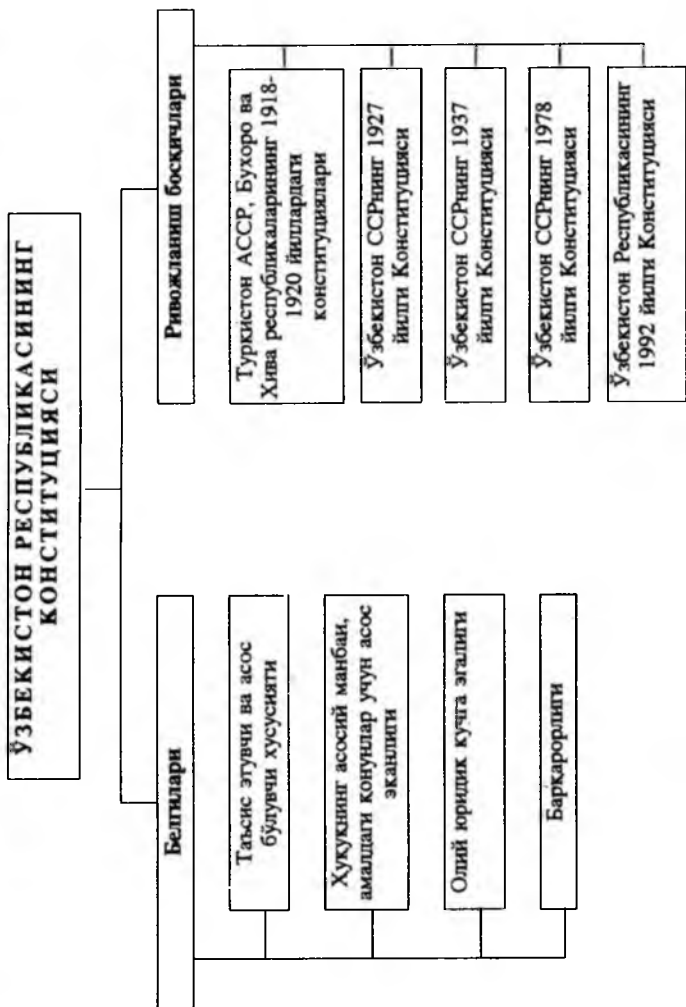 ЎЗБЕКИСТОН РЕСПУБЛИКАСИНИНГ
КОНСТИТУЦИЯСИ
Белгилари
Таъсис этувчи ва асос
бўлувчи хусусияти
Ҳуқуқнинг асосий манбаи,
амалдаги қонунлар учун асос
эканлиги
Олий юридик кучга эгалиги
Барқарорлиги
Ривожланиш босқичлари
Туркистон АССР, Бухоро ва
Хива республикаларининг 1918-
1920 йиллардаги
конституциялари
Ўзбекистон ССРнинг 1927
йилги Конституцияси
Ўзбекистон ССРнинг 1937
йилги Конституцияси
Ўзбекистон ССРнинг 1978
йилги Конституцияси
Ўзбекистон Республикасининг
1992 йилги Конституцияси